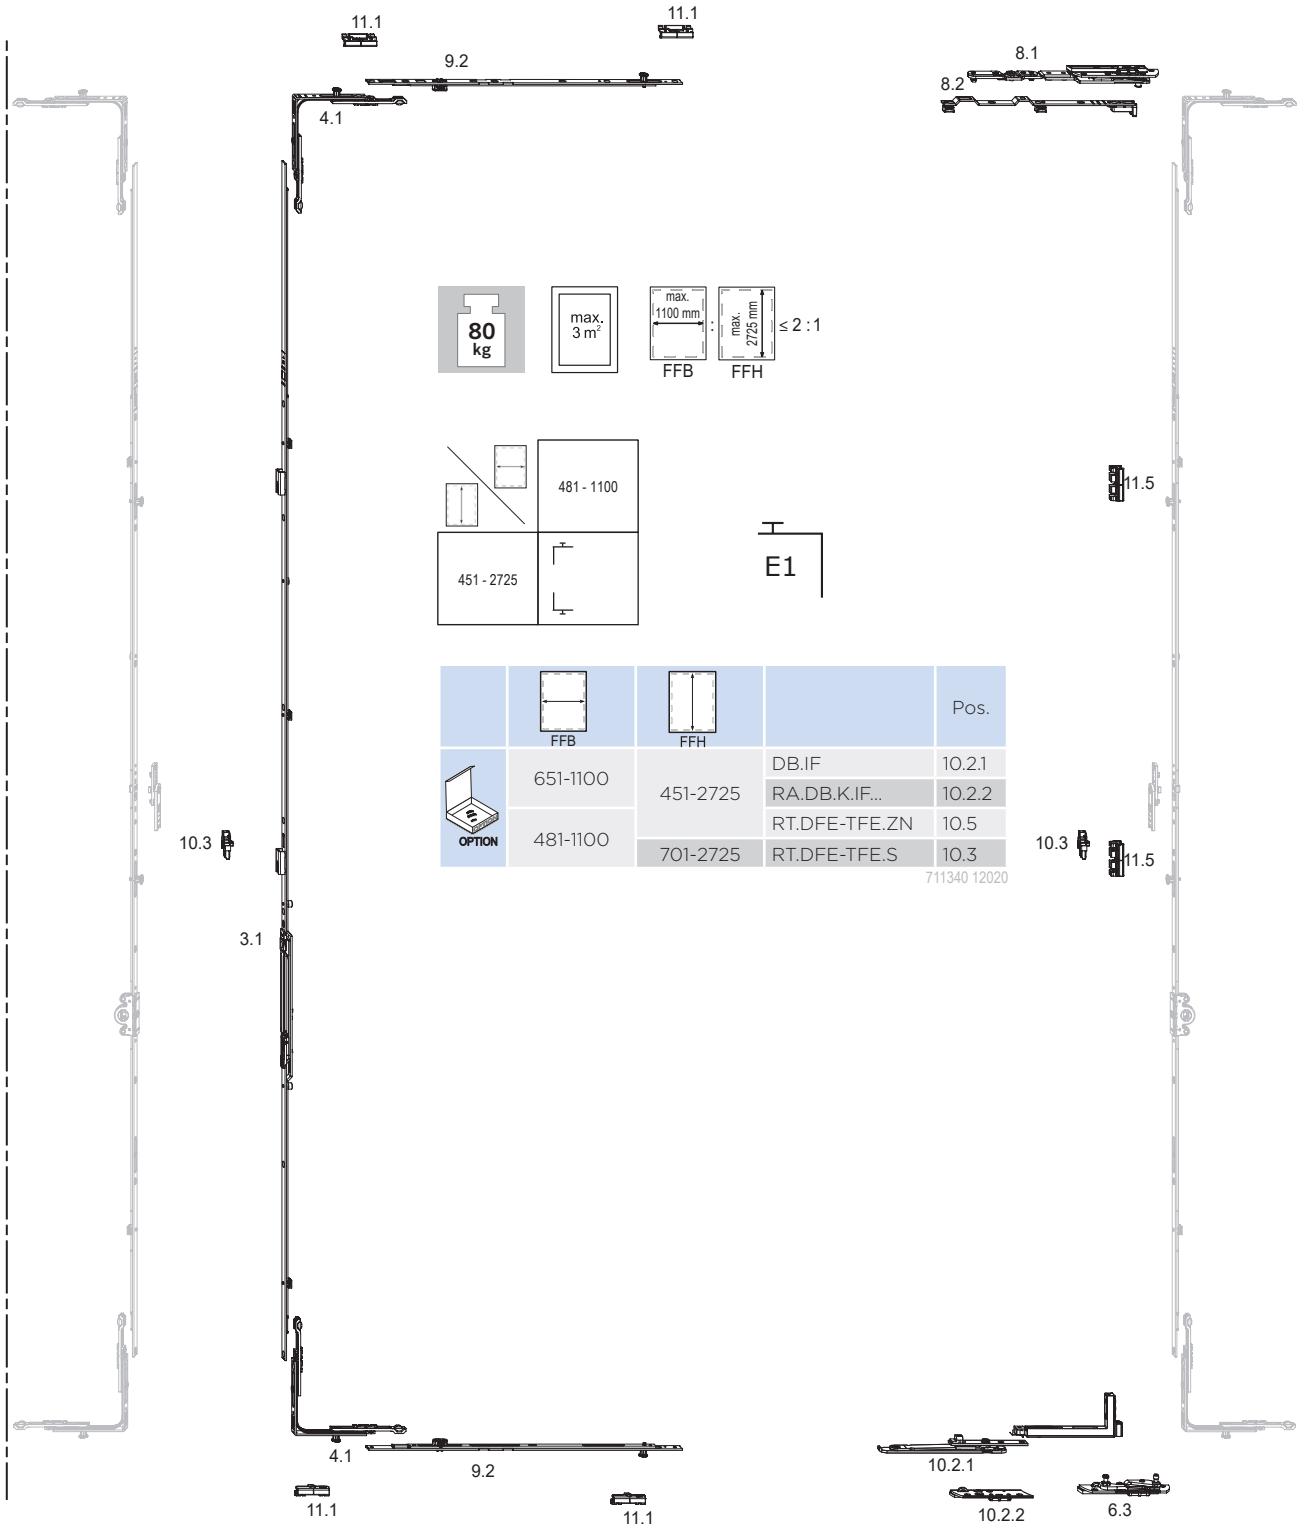 11.1
11.1
9.2
8.1
8.2
4.1
80
kg
max.
3 m²
max.
1100 mm
:
max.
2725 mm
≤ 2 : 1
FFB
FFH
481 - 1100
451 - 2725
E1
11.5
FFB
FFH
Pos.
OPTION
651-1100
451-2725
DB.IF
10.2.1
RA.DB.K.IF...
10.2.2
481-1100
RT.DFE-TFE.ZN
10.5
701-2725
RT.DFE-TFE.S
10.3
711340 12020
10.3
10.3
11.5
3.1
4.1
9.2
10.2.1
11.1
11.1
10.2.2
6.3